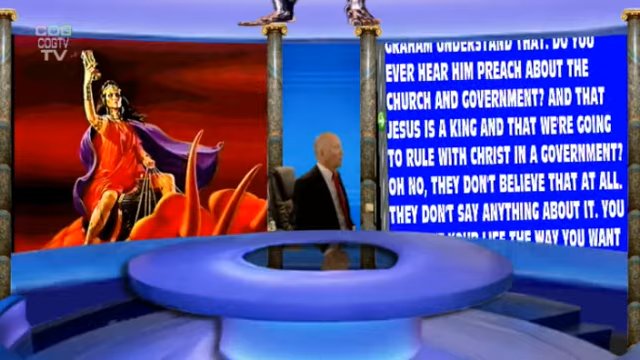 COG
COGTV
TV
GRAHAM UNDERSTAND THAT. DO YOU
EVER HEAR HIM PREACH ABOUT THE
CHURCH AND GOVERNMENT? AND THAT
JESUS IS A KING AND THAT WE'RE GOING
TO RULE WITH CHRIST IN A GOVERNMENT?
OH NO, THEY DON'T BELIEVE THAT AT ALL.
THEY DON'T SAY ANYTHING ABOUT IT. YOU
YOUR LIFE THE WAY YOU WANT